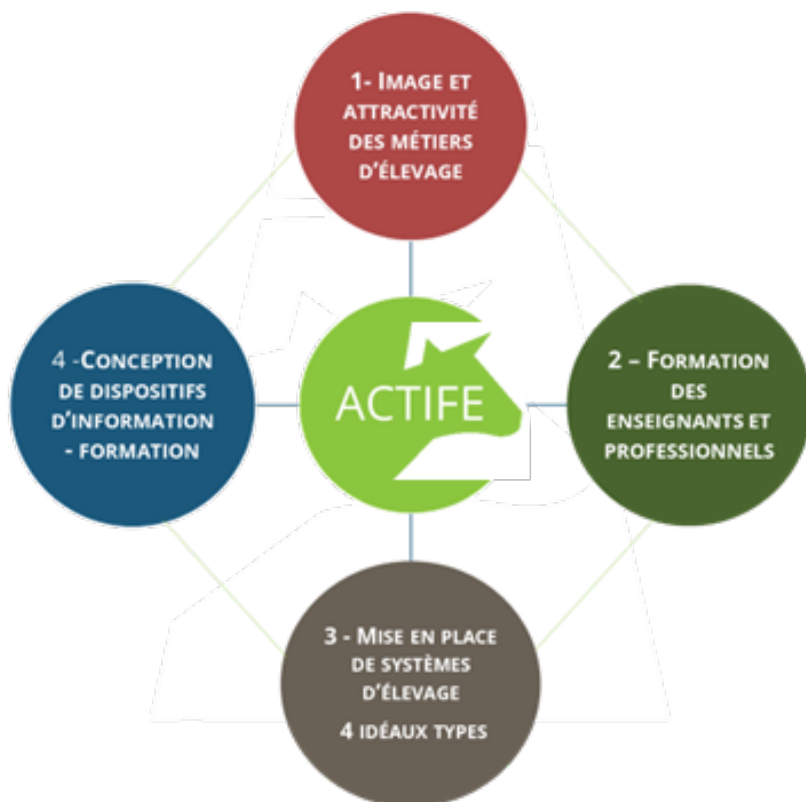 1- IMAGE ET
ATTRACTIVITÉ
DES MÉTIERS
D'ÉLEVAGE
4 -CONCEPTION
DE DISPOSITIFS
D'INFORMATION
- FORMATION
ACTIFE
2 – FORMATION
DES
ENSEIGNANTS ET
PROFESSIONNELS
3 - MISE EN PLACE
DE SYSTÈMES
D'ÉLEVAGE
4 IDÉAUX TYPES